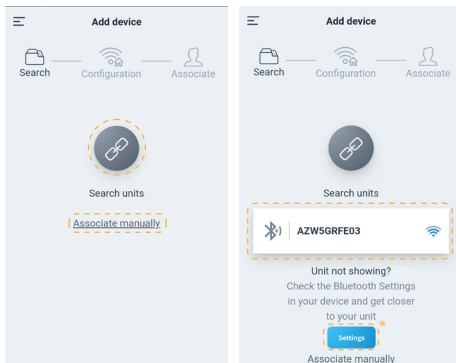 Add device
Search Configuration Associate
Search units
Associate manually
Add device
Search Configuration Associate
Search units
AZW5GRFE03
Unit not showing?
Check the Bluetooth Settings
in your device and get closer
to your unit
Settings *
Associate manually